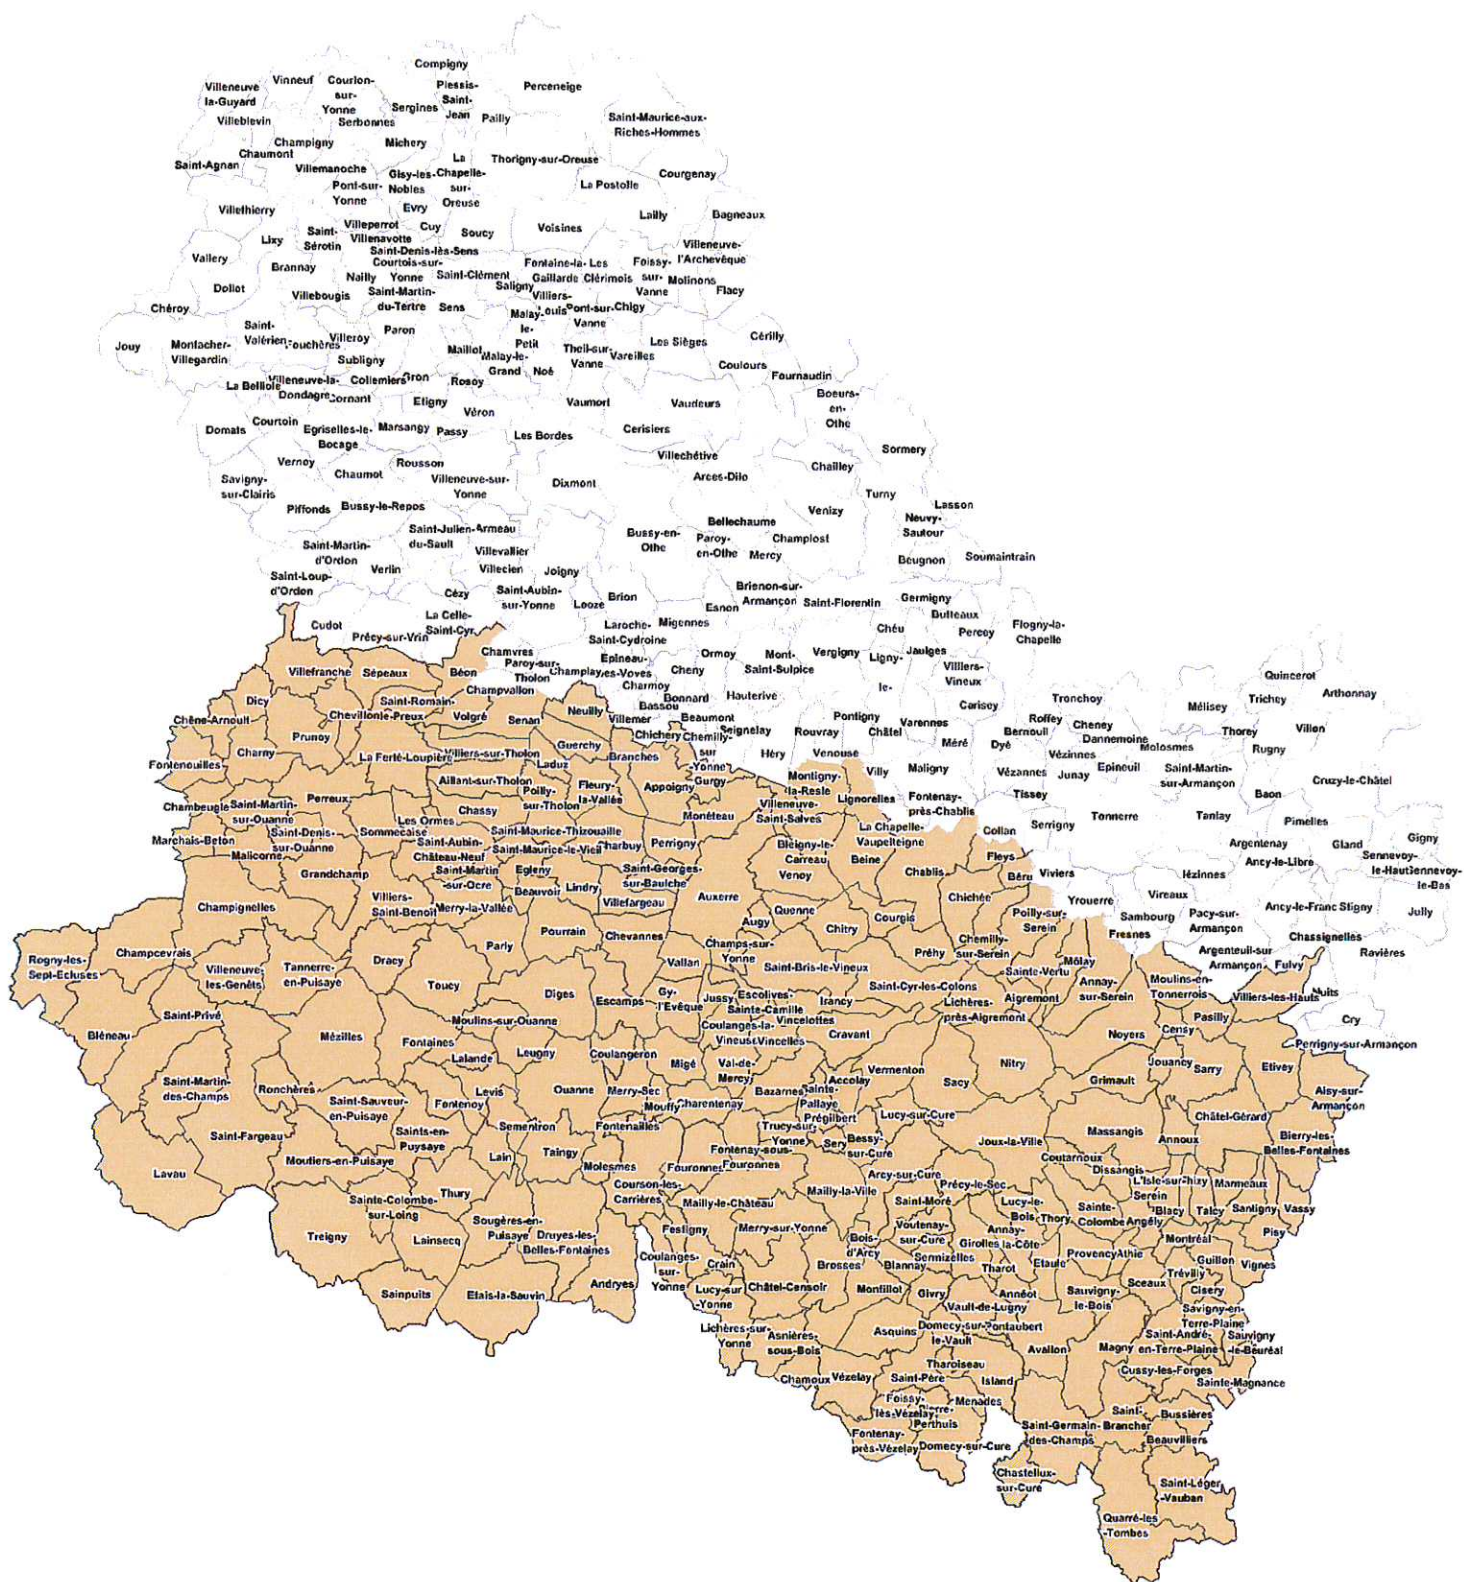 Compigny
Villeneuve
la-Guyard
Vinneuf
Courlon-
sur-
Yonne
Plessis-
Saint-
Jean
Perceneige
Sergines
Villeblevin
Serbonnes
Pailly
Saint-Maurice-aux-
Riches-Hommes
Champigny
Michery
Chaumont
Saint-Agnan
Villemanoche
Gisy-les-
Nobles
La
Chapelle-
sur-
Oreuse
Thorigny-sur-Oreuse
Courgenay
Pont-sur-
Yonne
La Postolle
Evry
Villethierry
Lailly
Bagneaux
Saint-
Sérotin
Villeperrot
Cuy
Soucy
Voisines
Lixy
Villenavotte
Villeneuve-
l'Archevêque
Saint-Denis-lès-Sens
Vallery
Brannay
Courtois-sur-
Yonne
Nailly
Saint-Clément
Fontaine-la-
Gaillarde
Les
Clérimois
Foissy-
sur-
Vanne
Molinons
Flacy
Dollot
Villebougis
Saint-Martin-
du-Tertre
Saligny
Villiers-
Sens
Pont-sur-
Vanne
Chigy
Chéroy
Malay-
le-
Petit
Saint-
Valérien
Paron
Cérilly
Jouy
Montacher-
Villegardin
Villeroy
Les Sièges
Subligny
Maillot
Malay-le-
Grand
Noé
Theil-sur-
Vanne
Vareilles
Coulours
Fournaudin
La Belliole
Villeneuve-la-
Dondagre
Collemiers
Rosoy
Cornant
Etigny
Véron
Vaumort
Vaudeurs
Boeurs-
en-
Othe
Domats
Courtoin
Egriselles-le-
Bocage
Marsangy
Passy
Les Bordes
Cerisiers
Sormery
Vernoy
Rousson
Villechétive
Chailley
Savigny-
sur-Clairis
Chaumot
Villeneuve-sur-
Yonne
Dixmont
Arces-Dilo
Turny
Lasson
Piffonds
Bussy-le-Repos
Venizy
Neuvy-
Sautour
Bellechaume
Saint-Julien-
du-Sault
Armeau
Bussy-en-
Othe
Paroy-
en-Othe
Champlost
Mercy
Saint-Martin-
d'Ordon
Villevallier
Beugnon
Soumaintrain
Verlin
Villecien
Joigny
Saint-Loup-
d'Ordon
Cézy
Saint-Aubin-
sur-Yonne
Looze
Brion
Brienon-sur-
Armançon
Esnon
Saint-Florentin
Germigny
Butteaux
Cudot
La Celle-
Saint-Cyr
Laroche-
Saint-Cydroine
Migennes
Chéu
Percey
Flogny-la-
Chapelle
Précy-sur-Vrin
Chamvres
Paroy-sur-
Tholon
Epineau-
les-Voves
Champlay
Cheny
Ormoy
Mont-
Saint-Sulpice
Vergigny
Ligny-
le-
Châtel
Jaulges
Villiers-
Vineux
Quincerot
Villefranche
Sépeaux
Béon
Charmoy
Bonnard
Hauterive
Carisey
Tronchoy
Trichey
Arthonnay
Dicy
Saint-Romain-
le-Preux
Champvallon
Neuilly
Bassou
Mélisey
Chêne-Arnoult
Chevillon
Volgré
Senan
Villemer
Beaumont
Seignelay
Rouvray
Pontigny
Varennes
Roffey
Bernouil
Cheney
Dannemoine
Thorey
Villon
Prunoy
Chichery
Chemilly-
sur
-Yonne
Méré
Dyé
Molosmes
Rugny
Charny
La Ferté-Loupière
Villiers-sur-Tholon
Guerchy
Branches
Héry
Venouse
Vézinnes
Epineuil
Fontenouilles
Laduz
Appoigny
Gurgy
Montigny-
la-Resle
Villy
Maligny
Vézannes
Junay
Saint-Martin-
sur-Armançon
Cruzy-le-Châtel
Aillant-sur-Tholon
Poilly-
sur-Tholon
Fleury-
la-Vallée
Tissey
Baon
Perreux
Chassy
Villeneuve-
Saint-Salves
Lignorelles
Fontenay-
près-Chablis
Serrigny
Tonnerre
Tanlay
Pimelles
Chambeugle
Saint-Martin-
sur-Ouanne
Les Ormes
Monéteau
La Chapelle-
Vaupelteigne
Collan
Gigny
Marchais-Beton
Saint-Denis-
sur-Ouanne
Sommecaise
Saint-Maurice-Thizouaille
Perrigny
Argentenay
Gland
Saint-Aubin-
Château-Neuf
Saint-Maurice-le-Vieil
Charbuy
Bleigny-le-
Carreau
Malicorne
Beine
Fleys
Ancy-le-Libre
Sennevoy-
le-Haut
Sennevoy-
le-Bas
Grandchamp
Saint-Martin
-sur-Ocre
Egleny
Saint-Georges-
sur-Baulche
Venoy
Chablis
Béru
Viviers
Lézinnes
Beauvoir
Lindry
Villiers-
Saint-Benoît
Merry-la-Vallée
Villefargeau
Auxerre
Chichée
Yrouerre
Vireaux
Champignelles
Quenne
Courgis
Poilly-sur-
Serein
Sambourg
Pacy-sur-
Armançon
Ancy-le-Franc
Stigny
Jully
Pourrain
Augy
Chitry
Fresnes
Chevannes
Champs-sur-
Yonne
Préhy
Chemilly-
sur-Serein
Chassignelles
Rogny-les-
Sept-Ecluses
Champcevrais
Parly
Argenteuil-sur
Armançon
Ravières
Villeneuve-
les-Genêts
Tannerre-
en-Puisaye
Dracy
Vallan
Saint-Bris-le-Vineux
Sainte-Vertu
Môlay
Fulvy
Toucy
Diges
Escamps
Gy-
l'Evêque
Jussy
Escolives-
Sainte-Camille
Irancy
Saint-Cyr-les-Colons
Annay-
sur-Serein
Moulins-en-
Tonnerrois
Villiers-les-Hauts
Nuits
Lichères-
près-Aigremont
Aigremont
Saint-Privé
Moulins-sur-Ouanne
Coulanges-la-
Vineuse
Vincelottes
Pasilly
Cry
Bléneau
Mézilles
Fontaines
Vincelles
Cravant
Noyers
Censy
Perrigny-sur-Armançon
Lalande
Leugny
Coulangeron
Migé
Val-de-
Mercy
Vermenton
Nitry
Jouancy
Sarry
Etivey
Saint-Martin-
des-Champs
Ronchères
Levis
Ouanne
Merry-Sec
Bazarnes
Sainte-
Pallaye
Accolay
Sacy
Grimault
Aisy-sur-
Armançon
Saint-Sauveur-
en-Puisaye
Fontenoy
Mouffy
Charentenay
Prégilbert
Lucy-sur-Cure
Châtel-Gérard
Sementron
Fontenailles
Trucy-sur-
Yonne
Massangis
Saint-Fargeau
Saints-en-
Puysaye
Sery
Bessy-
sur-Cure
Joux-la-Ville
Annoux
Bierry-les-
Belles-Fontaines
Lavau
Moutiers-en-Puisaye
Lain
Taingy
Molesmes
Fouronnes
Fontenay-sous-
Fouronnes
Coutarnoux
Arcy-sur-Cure
Dissangis
Courson-les-
Carrières
Mailly-la-Ville
Précy-le-Sec
L'Isle-sur-
Serein
Marmeaux
Sainte-Colombe-
sur-Loing
Thury
Mailly-le-Château
Saint-Moré
Lucy-le-
Bois
Sainte-
Colombe
Blacy
Talcy
Santigny
Vassy
Sougères-en-
Puisaye
Festigny
Merry-sur-Yonne
Voutenay-
sur-Cure
Annay-
la-Côte
Thory
Angély
Treigny
Lainsecq
Druyes-les-
Belles-Fontaines
Bois-
d'Arcy
Girolles
Montréal
Pisy
Coulanges-
sur-
Yonne
Crain
Brosses
Blannay
Sermizelles
Tharot
Etaule
Provency
Athie
Guillon
Vignes
Sainpuits
Etais-la-Sauvin
Andryes
Lucy-sur
-Yonne
Châtel-Censoir
Montillot
Givry
Annéot
Sauvigny-
le-Bois
Sceaux
Trévilly
Cisery
Vault-de-Lugny
Lichères-sur-
Yonne
Asnières-
sous-Bois
Asquins
Domecy-sur-
le-Vault
Pontaubert
Savigny-en-
Terre-Plaine
Avallon
Magny
Saint-André-
en-Terre-Plaine
Sauvigny
-le-Beuréal
Tharoiseau
Chamoux
Vézelay
Saint-Père
Island
Cussy-les-Forges
Sainte-Magnance
Foissy-
lès-Vézelay
Pierre-
Perthuis
Menades
Saint-
Brancher
Bussières
Fontenay-
près-Vézelay
Domecy-sur-Cure
Saint-Germain-
des-Champs
Beauvilliers
Chastellux-
sur-Cure
Saint-Léger
-Vauban
Quarré-les
-Tombes